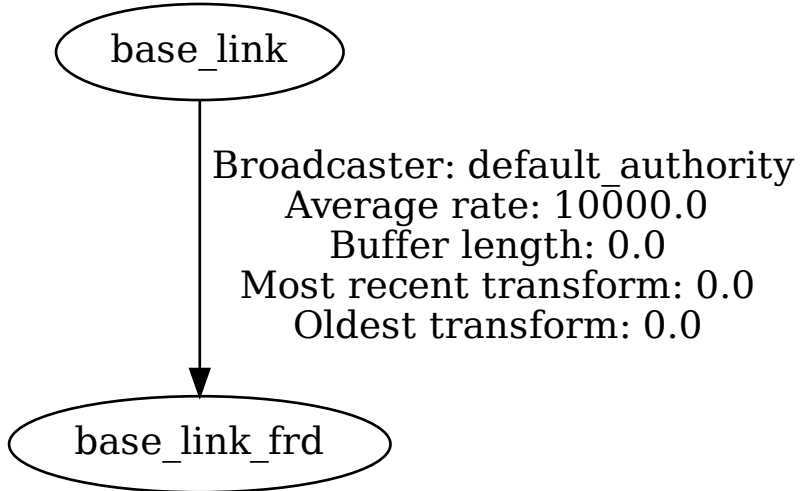 base_link
Broadcaster: default_authority
Average rate: 10000.0
Buffer length: 0.0
Most recent transform: 0.0
Oldest transform: 0.0
base_link_frd